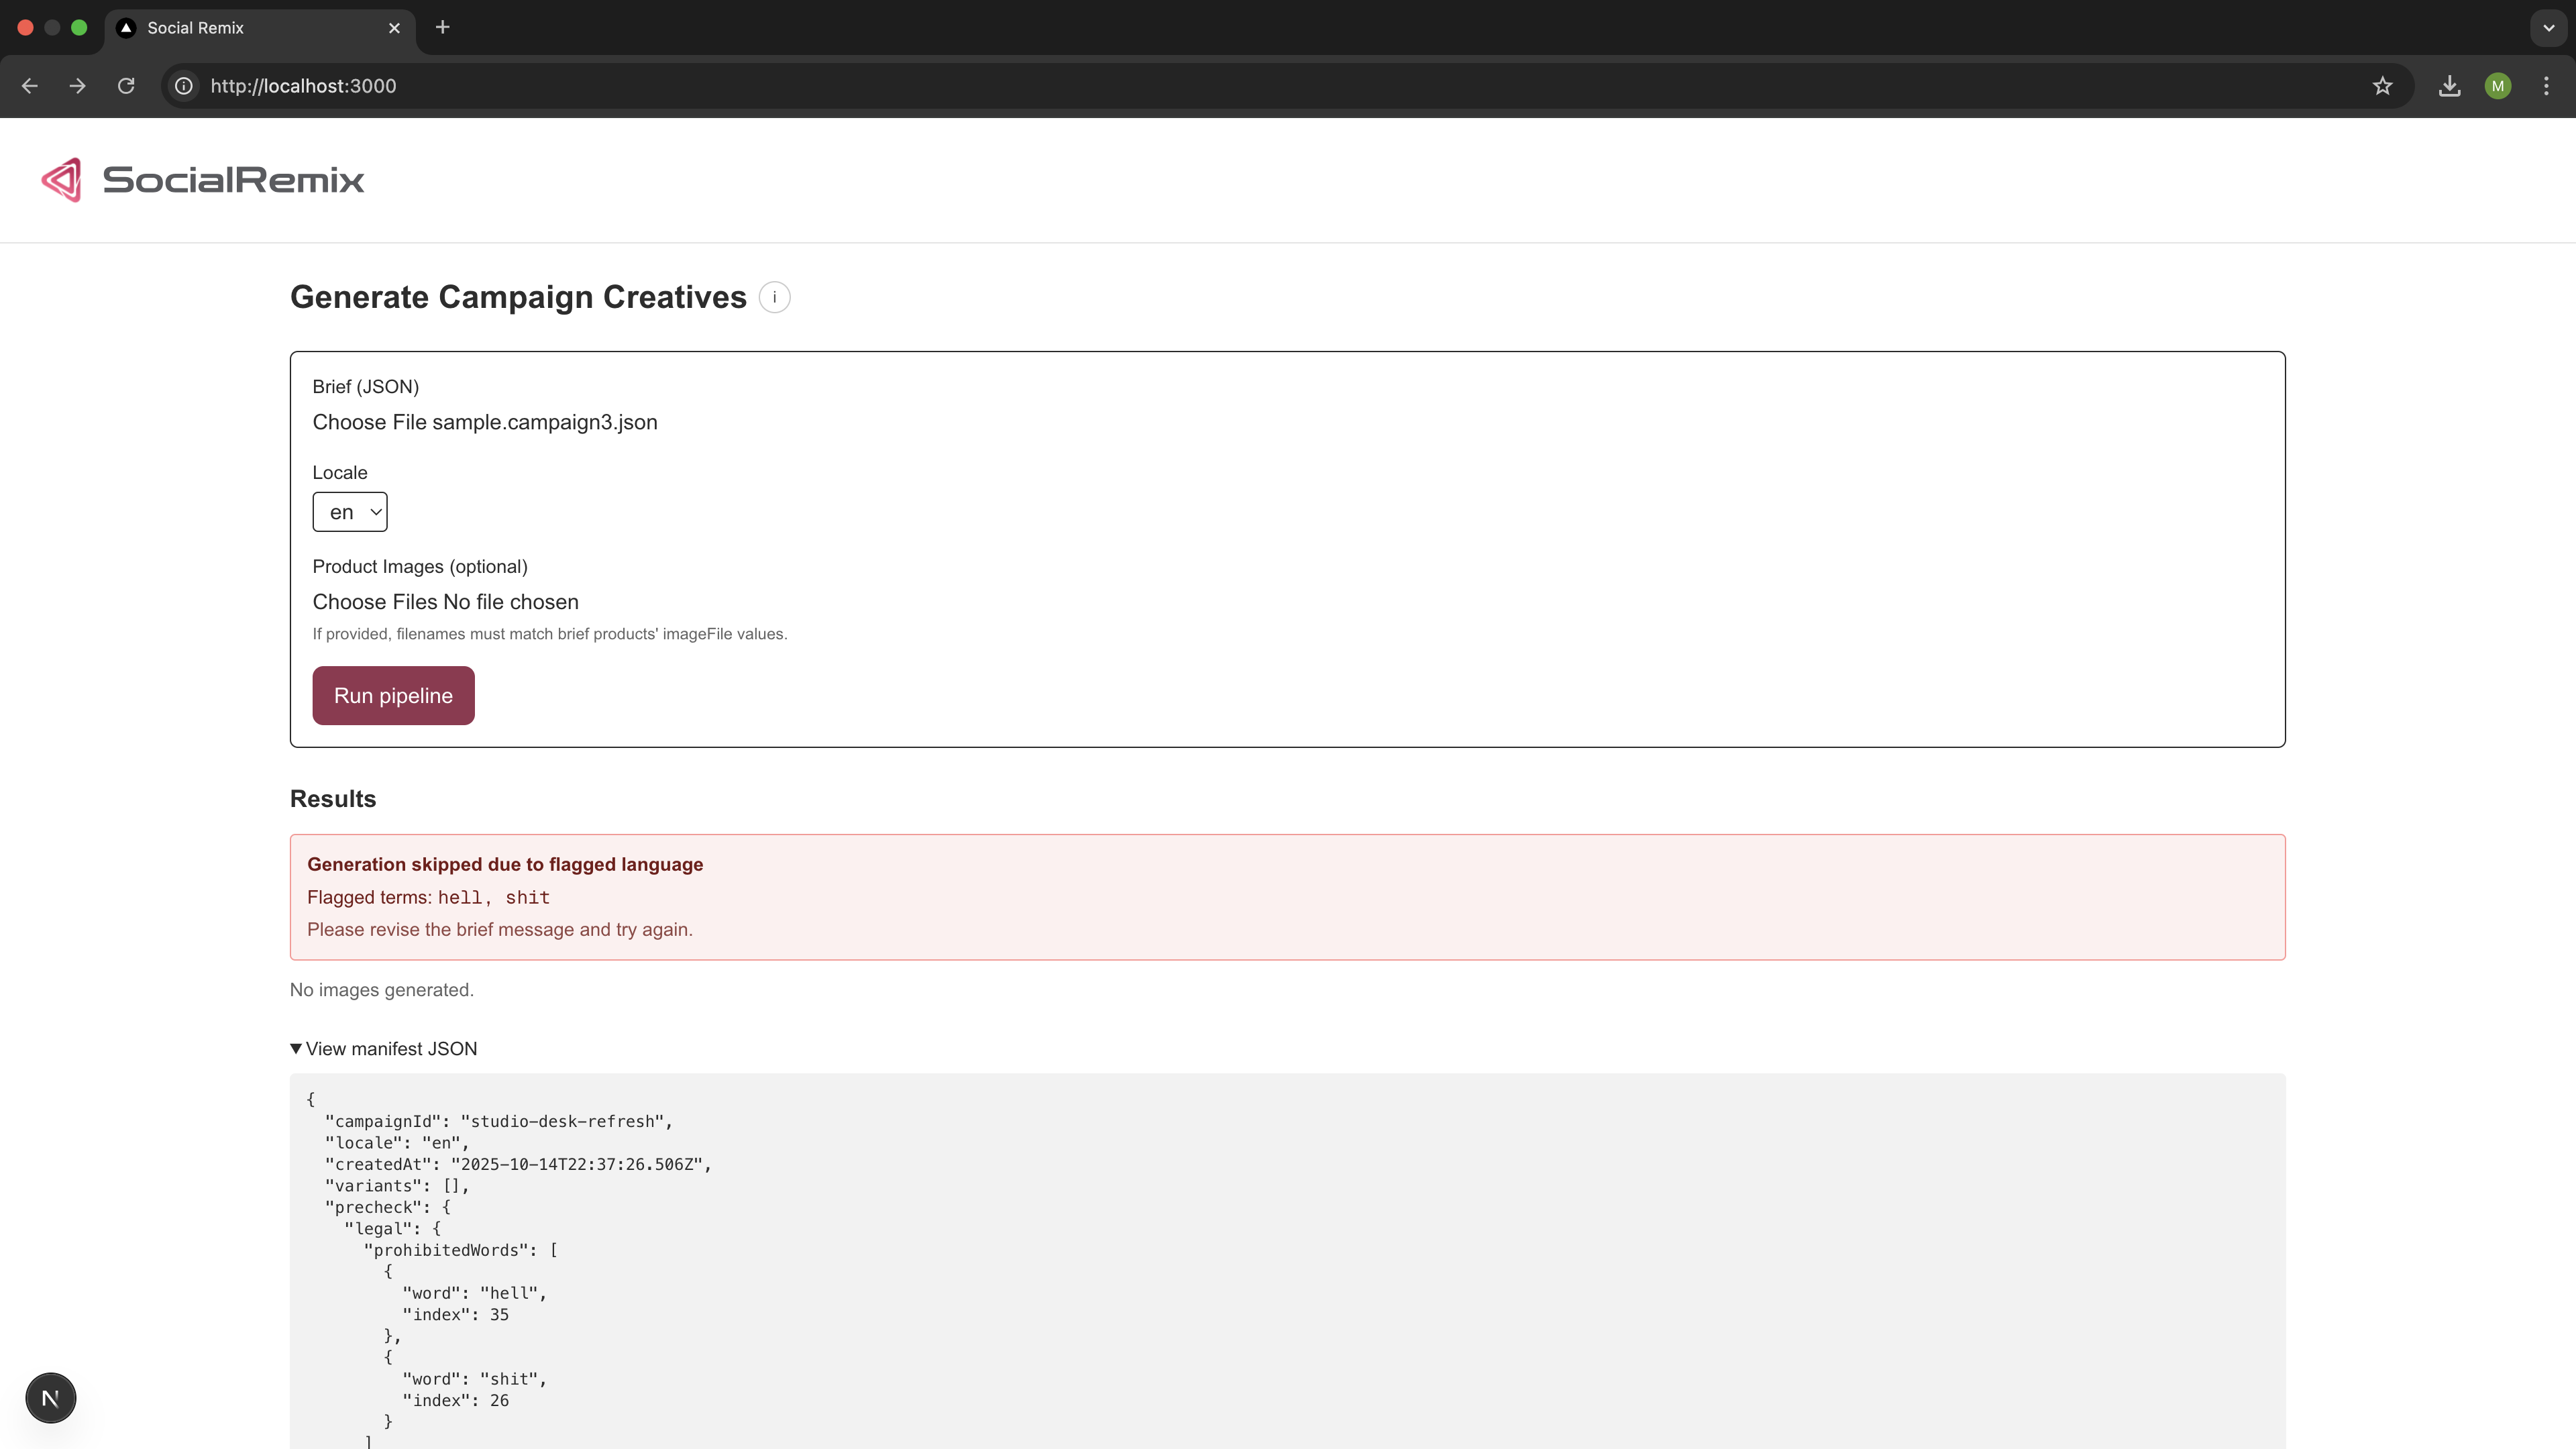 Social Remix
http://localhost:3000
M
SocialRemix
Generate Campaign Creatives i
Brief (JSON)
Choose File sample.campaign3.json
Locale
en
Product Images (optional)
Choose Files No file chosen
If provided, filenames must match brief products' imageFile values.
Run pipeline
Results
Generation skipped due to flagged language
Flagged terms: hell, shit
Please revise the brief message and try again.
No images generated.
▼ View manifest JSON
{
  "campaignId": "studio-desk-refresh",
  "locale": "en",
  "createdAt": "2025-10-14T22:37:26.506Z",
  "variants": [],
  "precheck": {
    "legal": {
      "prohibitedWords": [
        {
          "word": "hell",
          "index": 35
        },
        {
          "word": "shit",
          "index": 26
        }
      ]
N